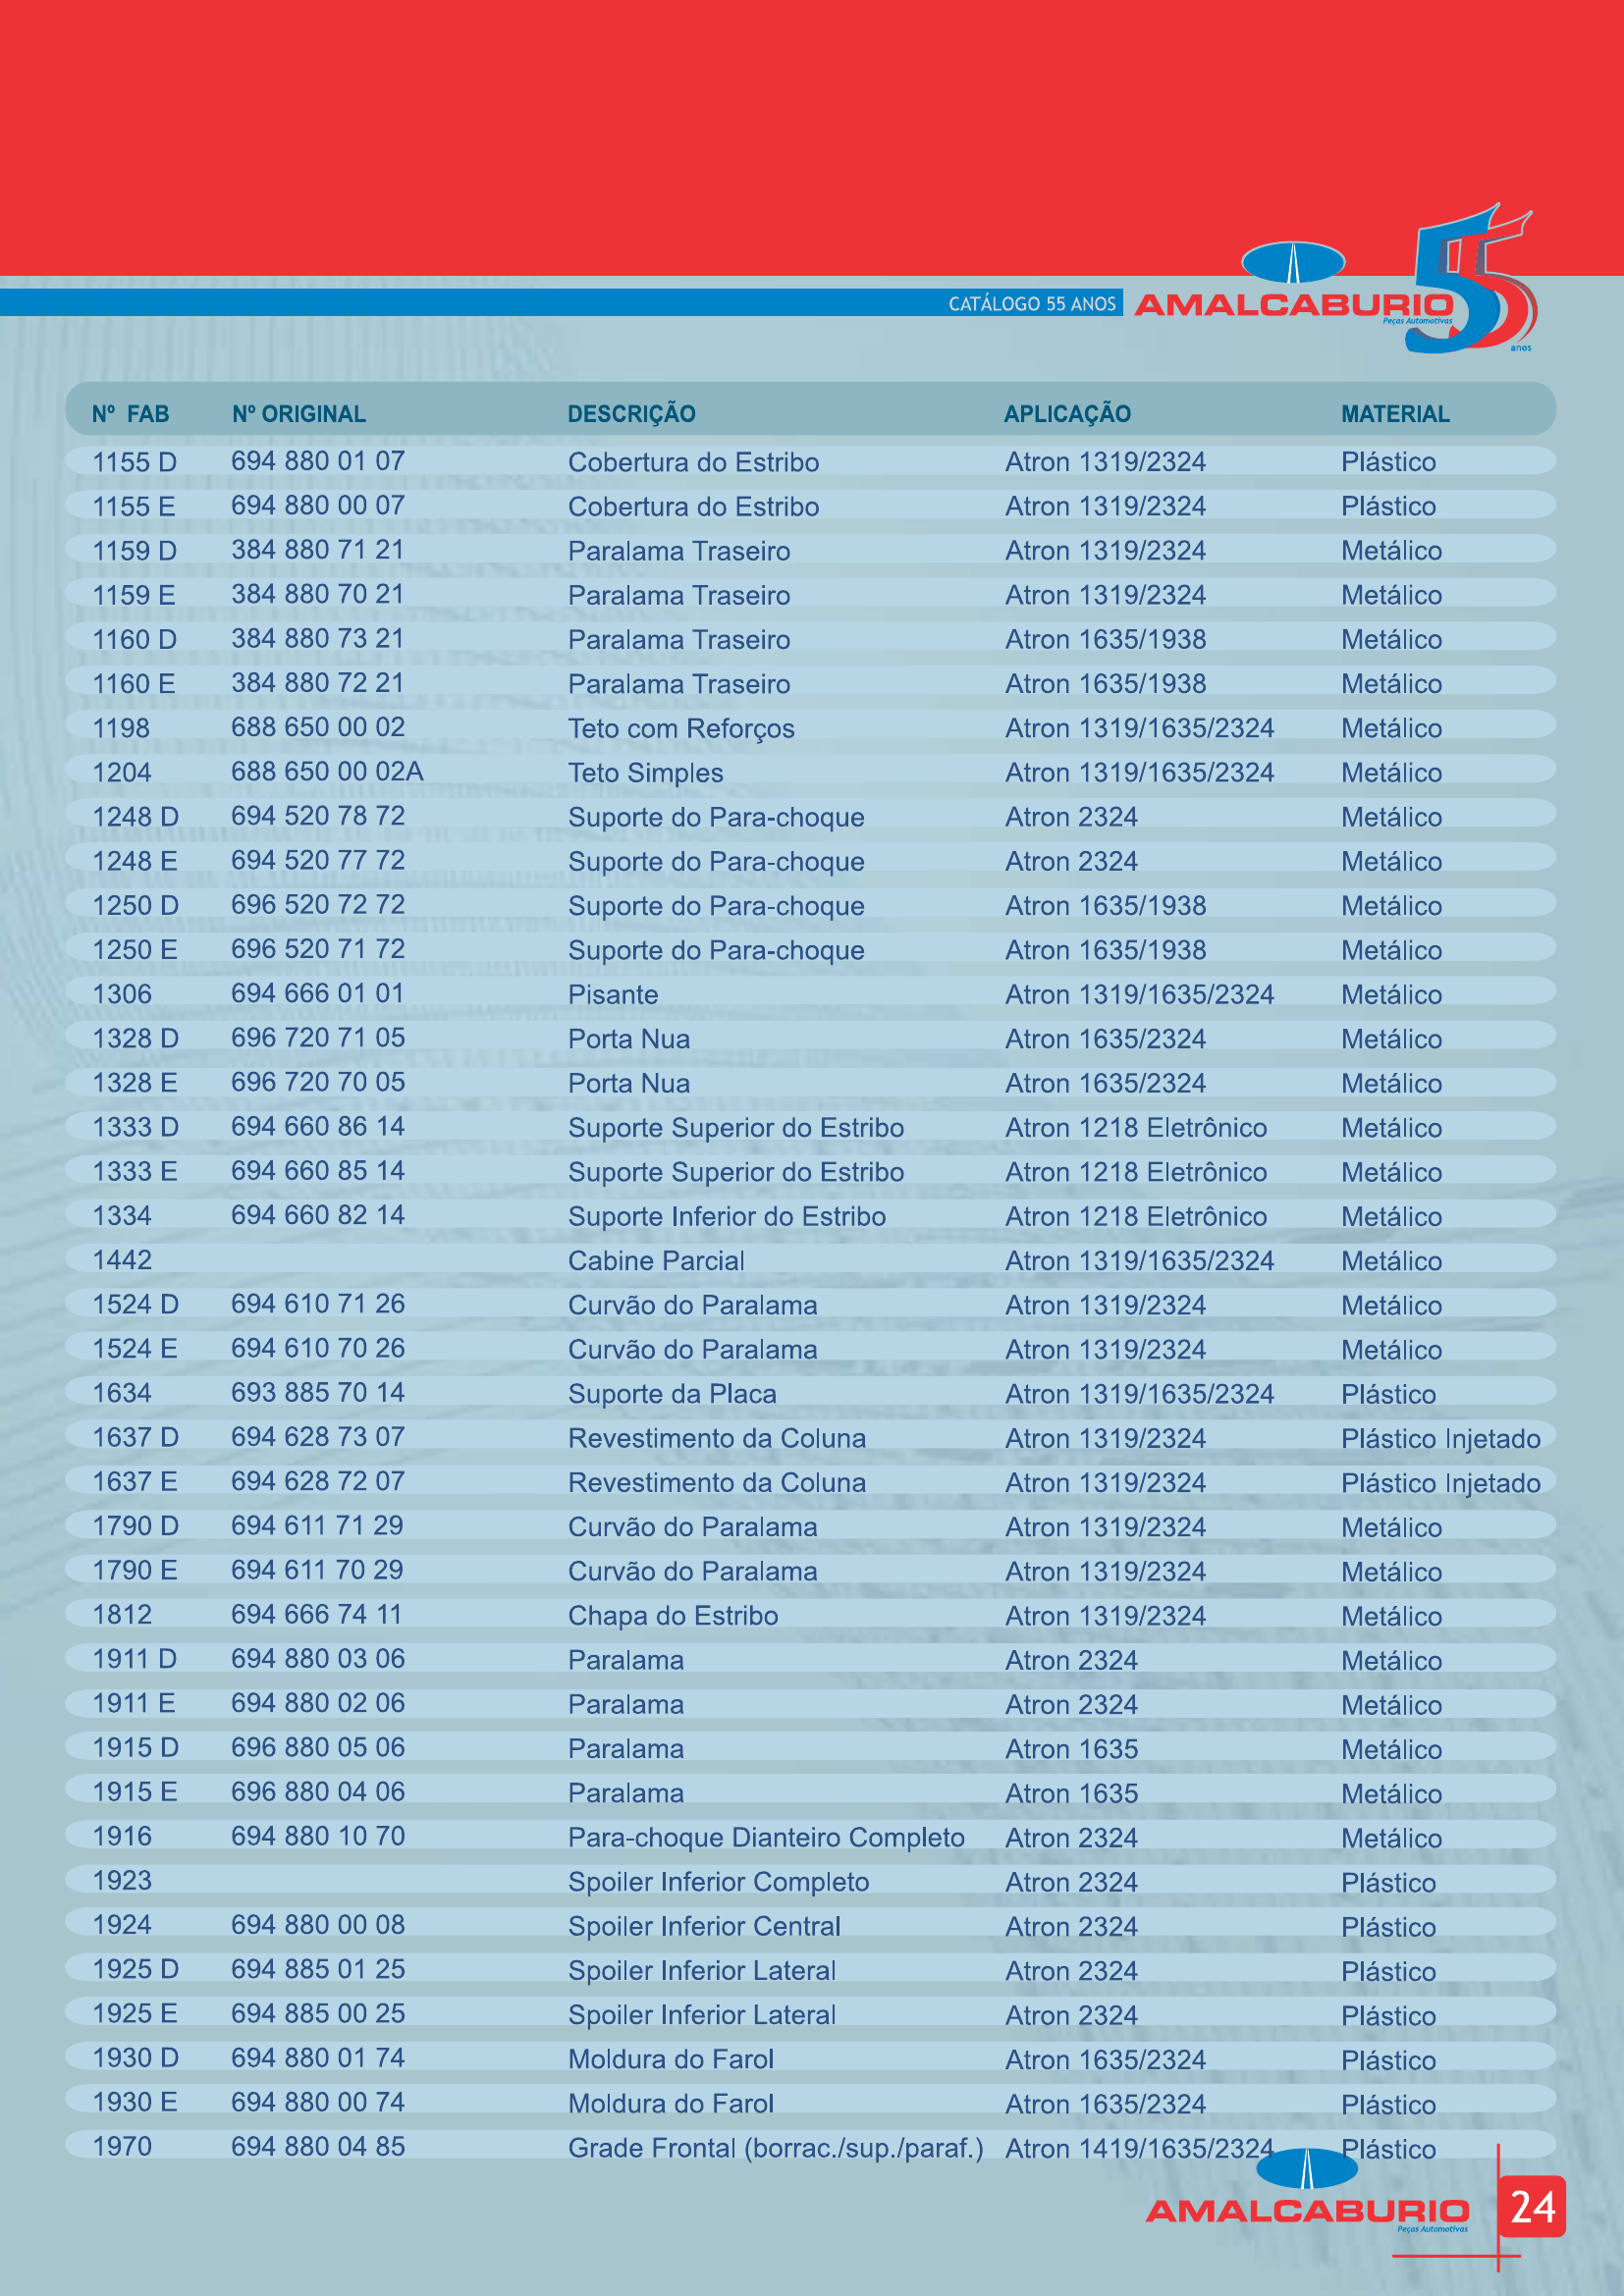 CATÁLOGO 55 ANOS AMALCABURIO 55
Peças Automotivas
anos
Nº FAB Nº ORIGINAL DESCRIÇÃO APLICAÇÃO MATERIAL
1155 D 694 880 01 07 Cobertura do Estribo Atron 1319/2324 Plástico
1155 E 694 880 00 07 Cobertura do Estribo Atron 1319/2324 Plástico
1159 D 384 880 71 21 Paralama Traseiro Atron 1319/2324 Metálico
1159 E 384 880 70 21 Paralama Traseiro Atron 1319/2324 Metálico
1160 D 384 880 73 21 Paralama Traseiro Atron 1635/1938 Metálico
1160 E 384 880 72 21 Paralama Traseiro Atron 1635/1938 Metálico
1198 688 650 00 02 Teto com Reforços Atron 1319/1635/2324 Metálico
1204 688 650 00 02A Teto Simples Atron 1319/1635/2324 Metálico
1248 D 694 520 78 72 Suporte do Para-choque Atron 2324 Metálico
1248 E 694 520 77 72 Suporte do Para-choque Atron 2324 Metálico
1250 D 696 520 72 72 Suporte do Para-choque Atron 1635/1938 Metálico
1250 E 696 520 71 72 Suporte do Para-choque Atron 1635/1938 Metálico
1306 694 666 01 01 Pisante Atron 1319/1635/2324 Metálico
1328 D 696 720 71 05 Porta Nua Atron 1635/2324 Metálico
1328 E 696 720 70 05 Porta Nua Atron 1635/2324 Metálico
1333 D 694 660 86 14 Suporte Superior do Estribo Atron 1218 Eletrônico Metálico
1333 E 694 660 85 14 Suporte Superior do Estribo Atron 1218 Eletrônico Metálico
1334 694 660 82 14 Suporte Inferior do Estribo Atron 1218 Eletrônico Metálico
1442 Cabine Parcial Atron 1319/1635/2324 Metálico
1524 D 694 610 71 26 Curvão do Paralama Atron 1319/2324 Metálico
1524 E 694 610 70 26 Curvão do Paralama Atron 1319/2324 Metálico
1634 693 885 70 14 Suporte da Placa Atron 1319/1635/2324 Plástico
1637 D 694 628 73 07 Revestimento da Coluna Atron 1319/2324 Plástico Injetado
1637 E 694 628 72 07 Revestimento da Coluna Atron 1319/2324 Plástico Injetado
1790 D 694 611 71 29 Curvão do Paralama Atron 1319/2324 Metálico
1790 E 694 611 70 29 Curvão do Paralama Atron 1319/2324 Metálico
1812 694 666 74 11 Chapa do Estribo Atron 1319/2324 Metálico
1911 D 694 880 03 06 Paralama Atron 2324 Metálico
1911 E 694 880 02 06 Paralama Atron 2324 Metálico
1915 D 696 880 05 06 Paralama Atron 1635 Metálico
1915 E 696 880 04 06 Paralama Atron 1635 Metálico
1916 694 880 10 70 Para-choque Dianteiro Completo Atron 2324 Metálico
1923 Spoiler Inferior Completo Atron 2324 Plástico
1924 694 880 00 08 Spoiler Inferior Central Atron 2324 Plástico
1925 D 694 885 01 25 Spoiler Inferior Lateral Atron 2324 Plástico
1925 E 694 885 00 25 Spoiler Inferior Lateral Atron 2324 Plástico
1930 D 694 880 01 74 Moldura do Farol Atron 1635/2324 Plástico
1930 E 694 880 00 74 Moldura do Farol Atron 1635/2324 Plástico
1970 694 880 04 85 Grade Frontal (borrac./sup./paraf.) Atron 1419/1635/2324 Plástico
AMALCABURIO 24
Peças Automotivas